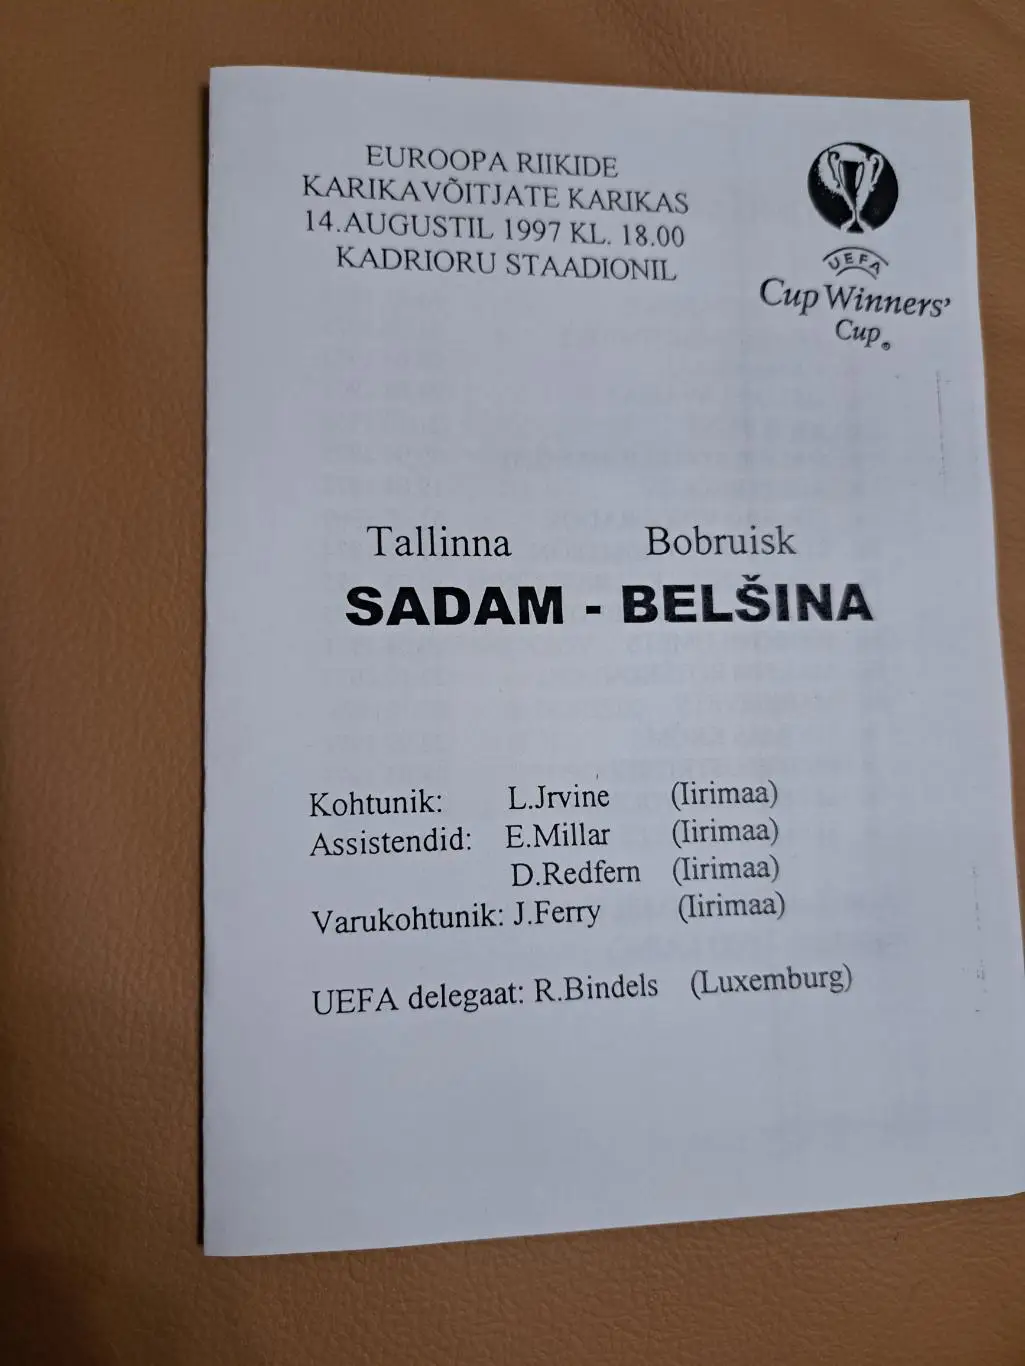 EUROOPA RIIKIDE
KARIKAVÕITJATE KARIKAS
14.AUGUSTIL 1997 KL. 18.00
KADRIORU STAADIONIL
UEFA
Cup Winners'
Cup®
Tallinna Bobruisk
SADAM - BELŠINA
Kohtunik: L.Jrvine (Iirimaa)
Assistendid: E.Millar (Iirimaa)
D.Redfern (Iirimaa)
Varukohtunik: J.Ferry (Iirimaa)
UEFA delegaat: R.Bindels (Luxemburg)